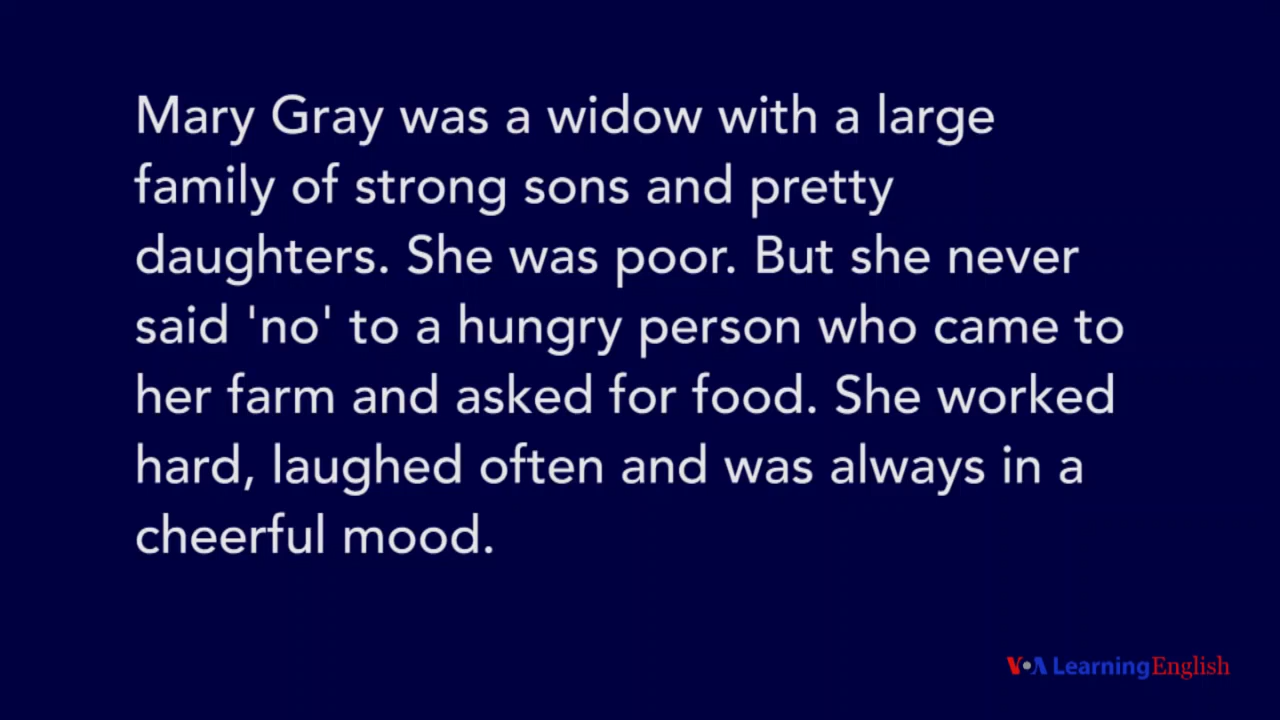 Mary Gray was a widow with a large
family of strong sons and pretty
daughters. She was poor. But she never
said 'no' to a hungry person who came to
her farm and asked for food. She worked
hard, laughed often and was always in a
cheerful mood.
VOA Learning English